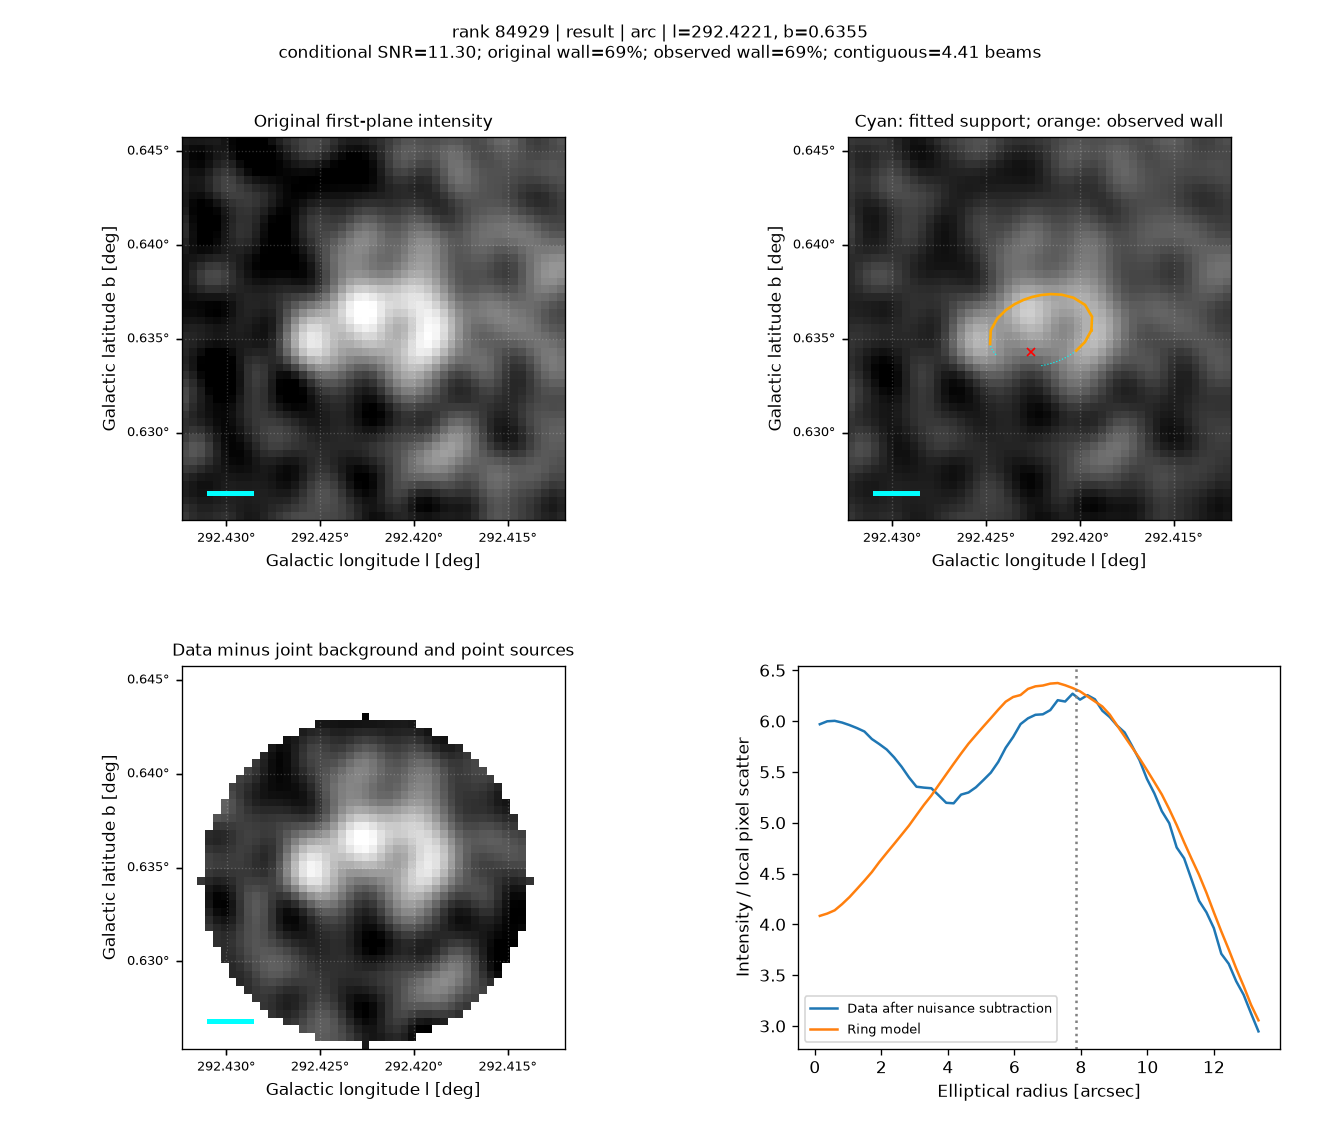 rank 84929 | result | arc | l=292.4221, b=0.6355
conditional SNR=11.30; original wall=69%; observed wall=69%; contiguous=4.41 beams
Original first-plane intensity
0.645°
0.640°
0.635°
0.630°
Galactic latitude b [deg]
292.430°
292.425°
292.420°
292.415°
Galactic longitude l [deg]
Cyan: fitted support; orange: observed wall
0.645°
0.640°
0.635°
0.630°
Galactic latitude b [deg]
292.430°
292.425°
292.420°
292.415°
Galactic longitude l [deg]
Data minus joint background and point sources
0.645°
0.640°
0.635°
0.630°
Galactic latitude b [deg]
292.430°
292.425°
292.420°
292.415°
Galactic longitude l [deg]
6.5
6.0
5.5
5.0
4.5
4.0
3.5
3.0
Intensity / local pixel scatter
Data after nuisance subtraction
Ring model
0
2
4
6
8
10
12
Elliptical radius [arcsec]